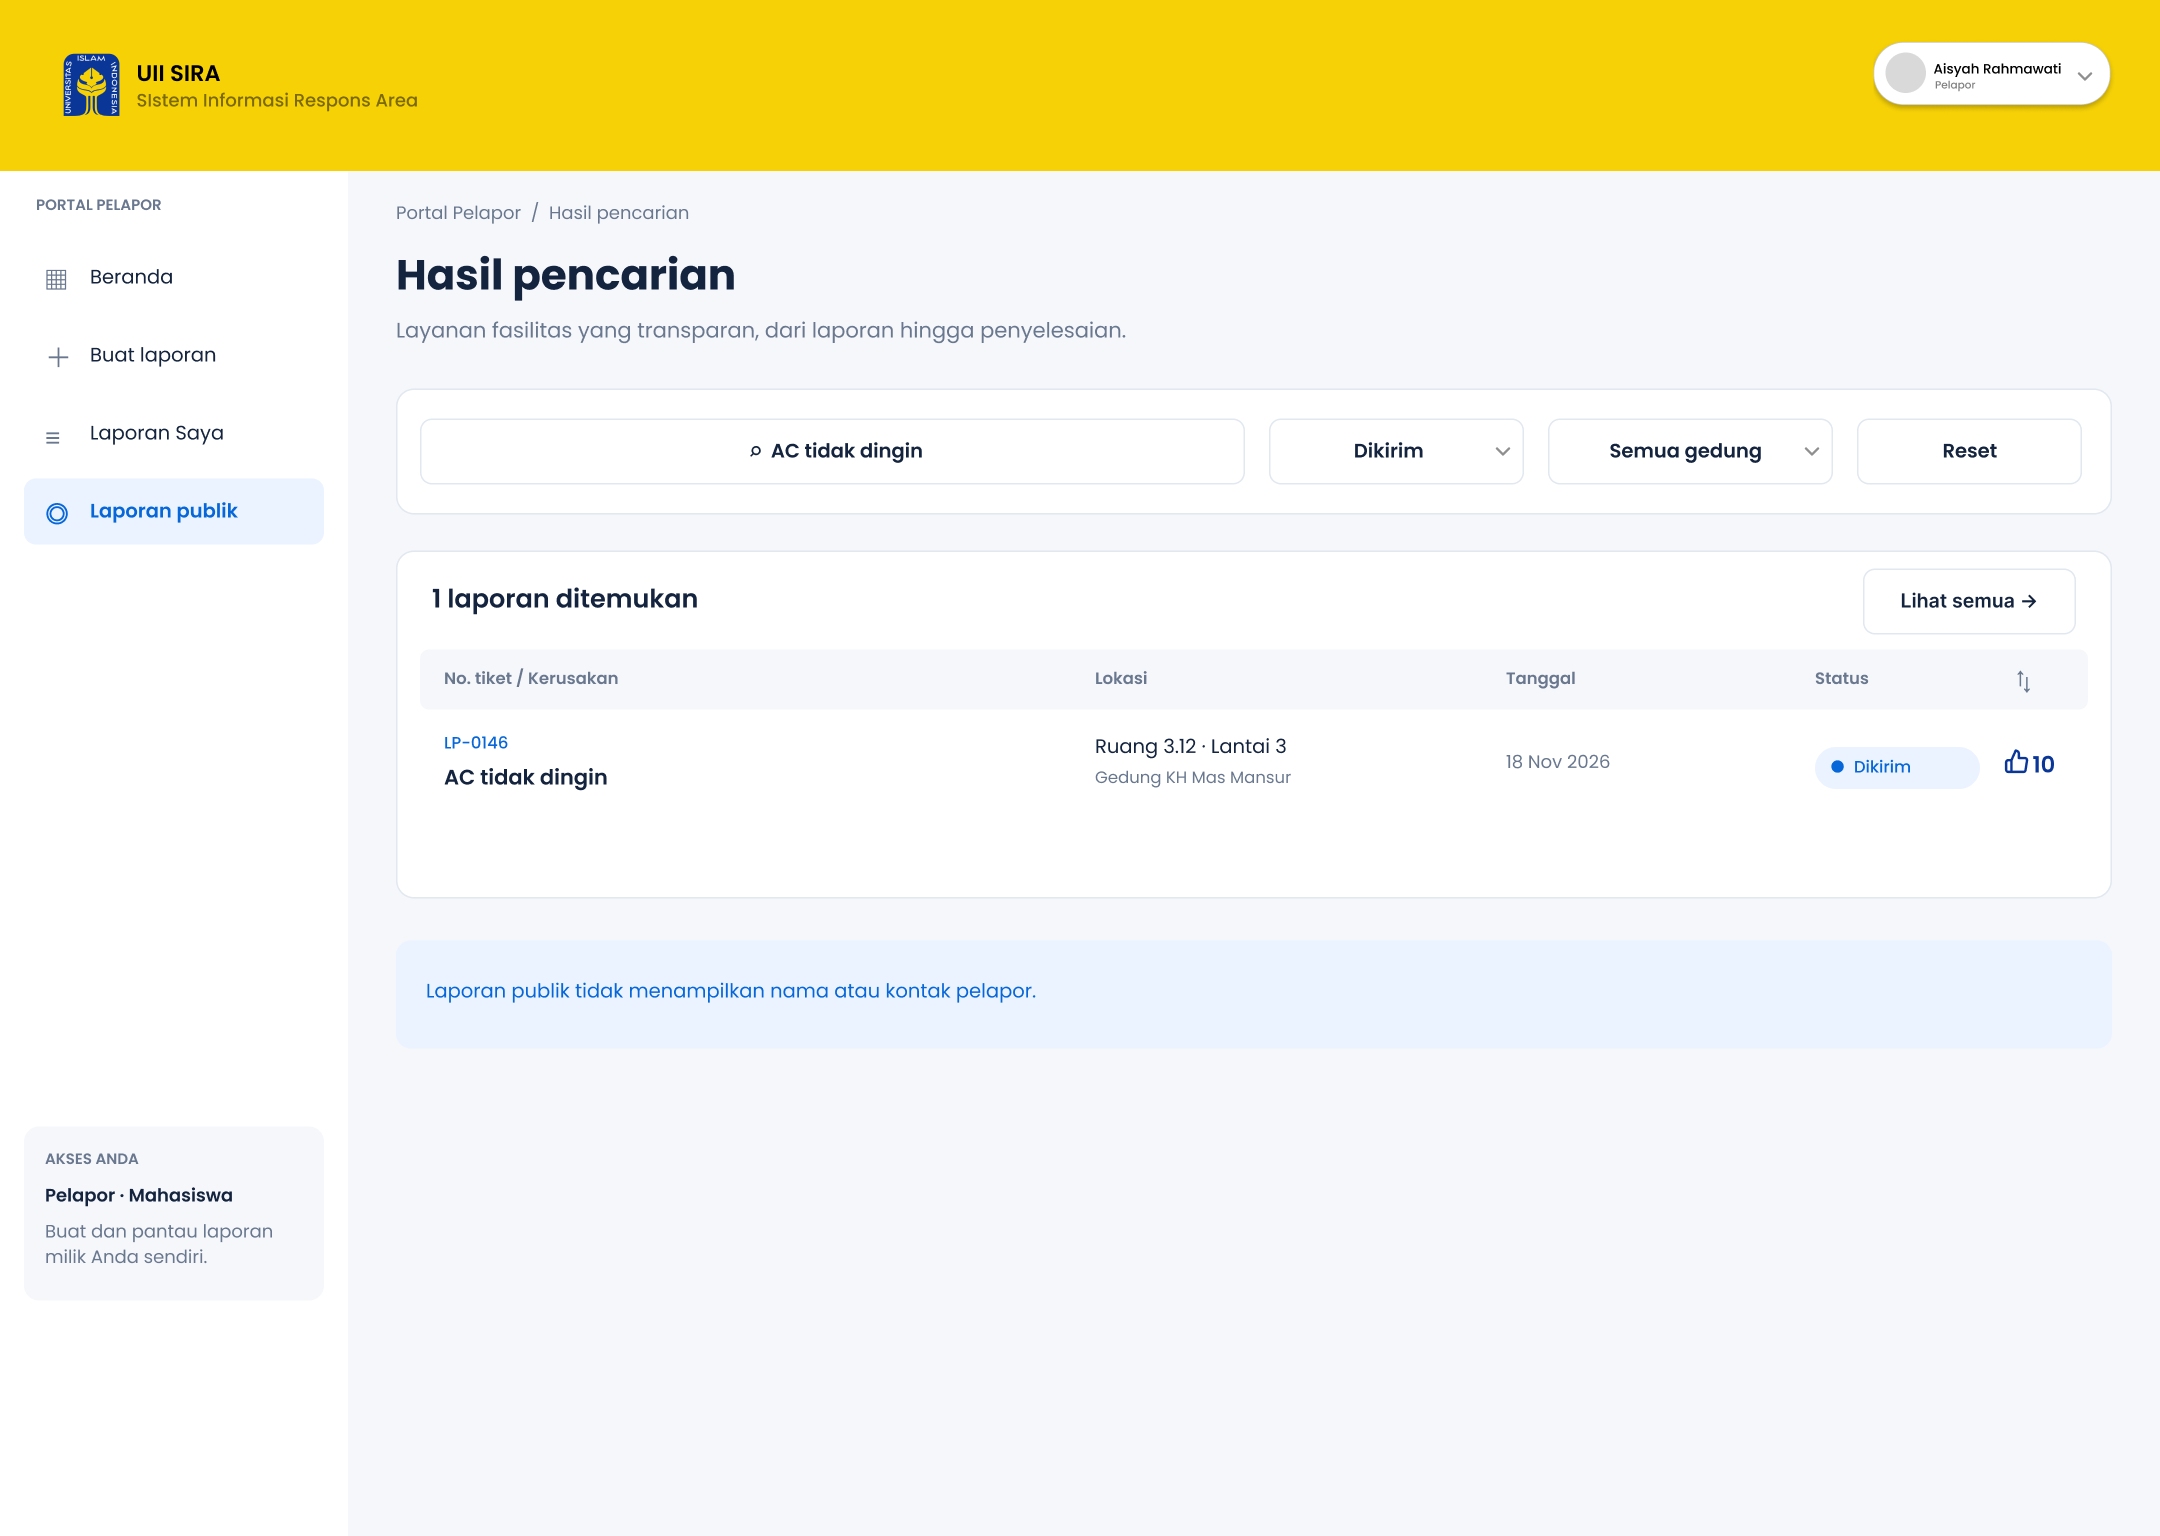 UNIVERSITAS ISLAM INDONESIA
UII SIRA
SIstem Informasi Respons Area
Aisyah Rahmawati
Pelapor
PORTAL PELAPOR
Beranda
Buat laporan
Laporan Saya
Laporan publik
AKSES ANDA
Pelapor · Mahasiswa
Buat dan pantau laporan
milik Anda sendiri.
Portal Pelapor / Hasil pencarian
Hasil pencarian
Layanan fasilitas yang transparan, dari laporan hingga penyelesaian.
AC tidak dingin
Dikirim
Semua gedung
Reset
1 laporan ditemukan
Lihat semua →
No. tiket / Kerusakan
Lokasi
Tanggal
Status
LP-0146
AC tidak dingin
Ruang 3.12 · Lantai 3
Gedung KH Mas Mansur
18 Nov 2026
Dikirim
10
Laporan publik tidak menampilkan nama atau kontak pelapor.